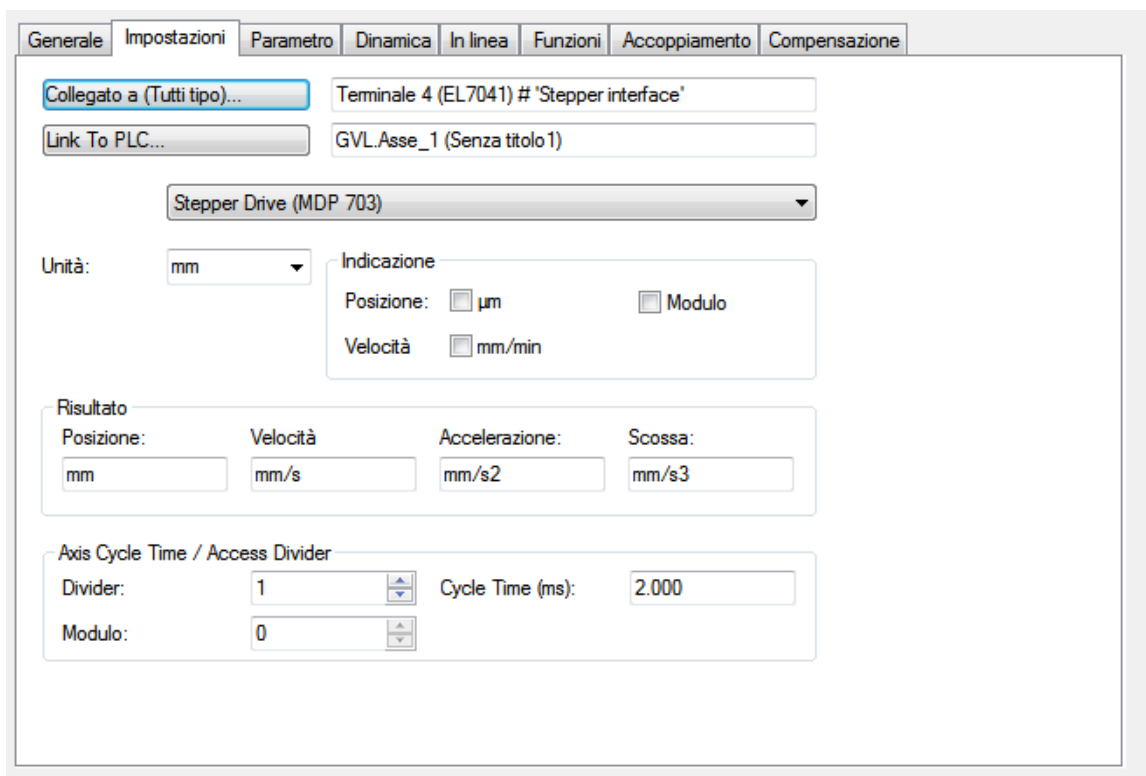 Generale Impostazioni Parametro Dinamica In linea Funzioni Accoppiamento Compensazione
Collegato a (Tutti tipo)... Terminale 4 (EL7041) # 'Stepper interface'
Link To PLC... GVL.Asse_1 (Senza titolo1)
Stepper Drive (MDP 703)
Unità: mm Indicazione
Posizione: µm Modulo
Velocità mm/min
Risultato
Posizione: Velocità Accelerazione: Scossa:
mm mm/s mm/s2 mm/s3
Axis Cycle Time / Access Divider
Divider: 1 Cycle Time (ms): 2.000
Modulo: 0